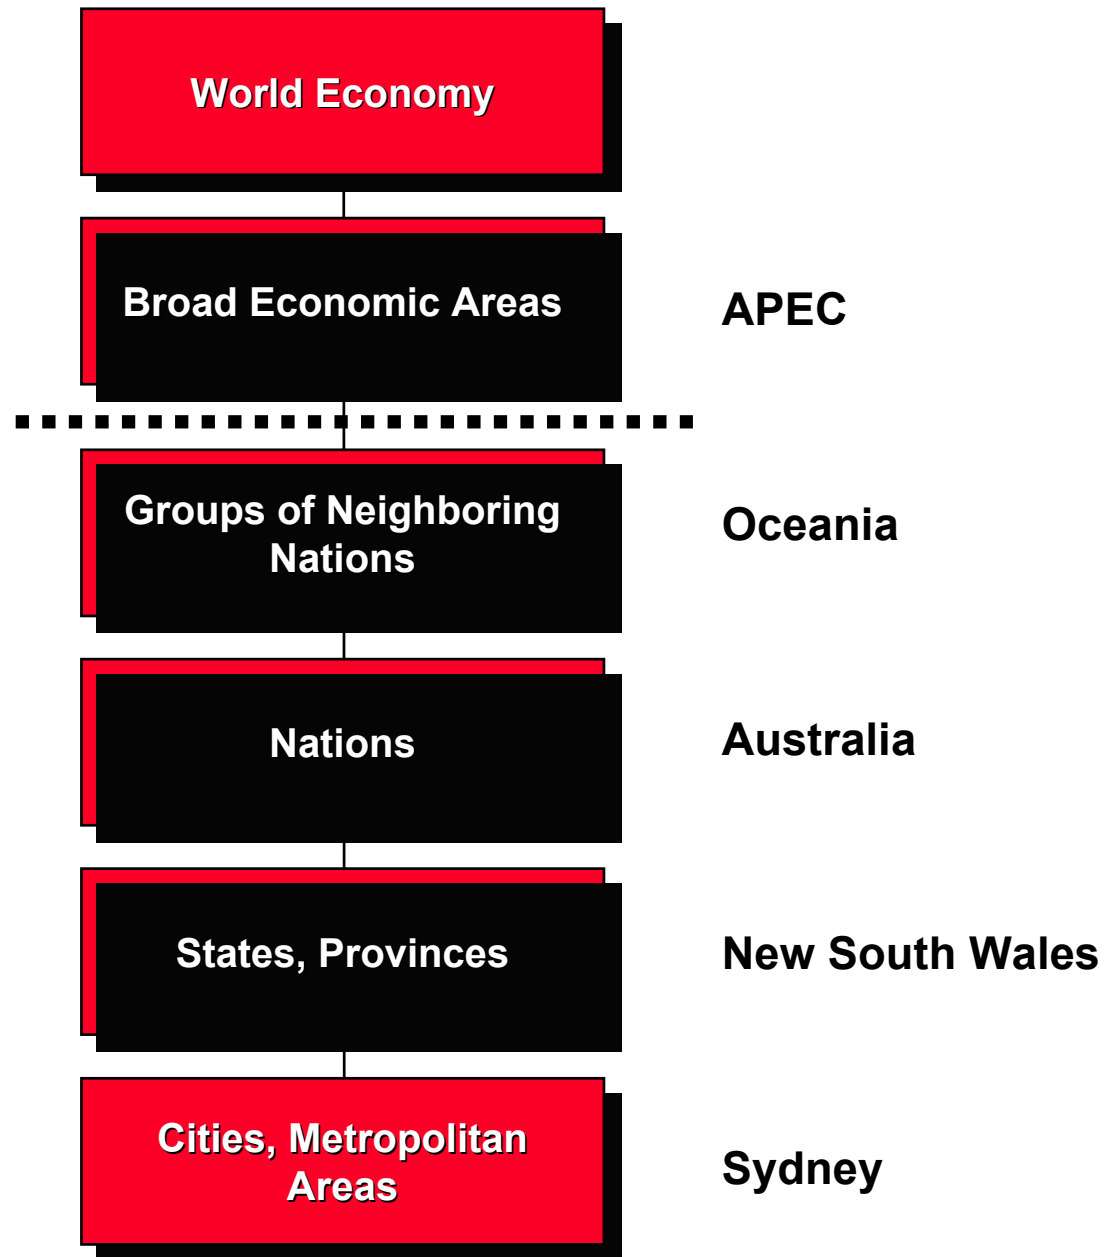 World Economy
Broad Economic Areas
APEC
Groups of Neighboring
Nations
Oceania
Nations
Australia
States, Provinces
New South Wales
Cities, Metropolitan
Areas
Sydney